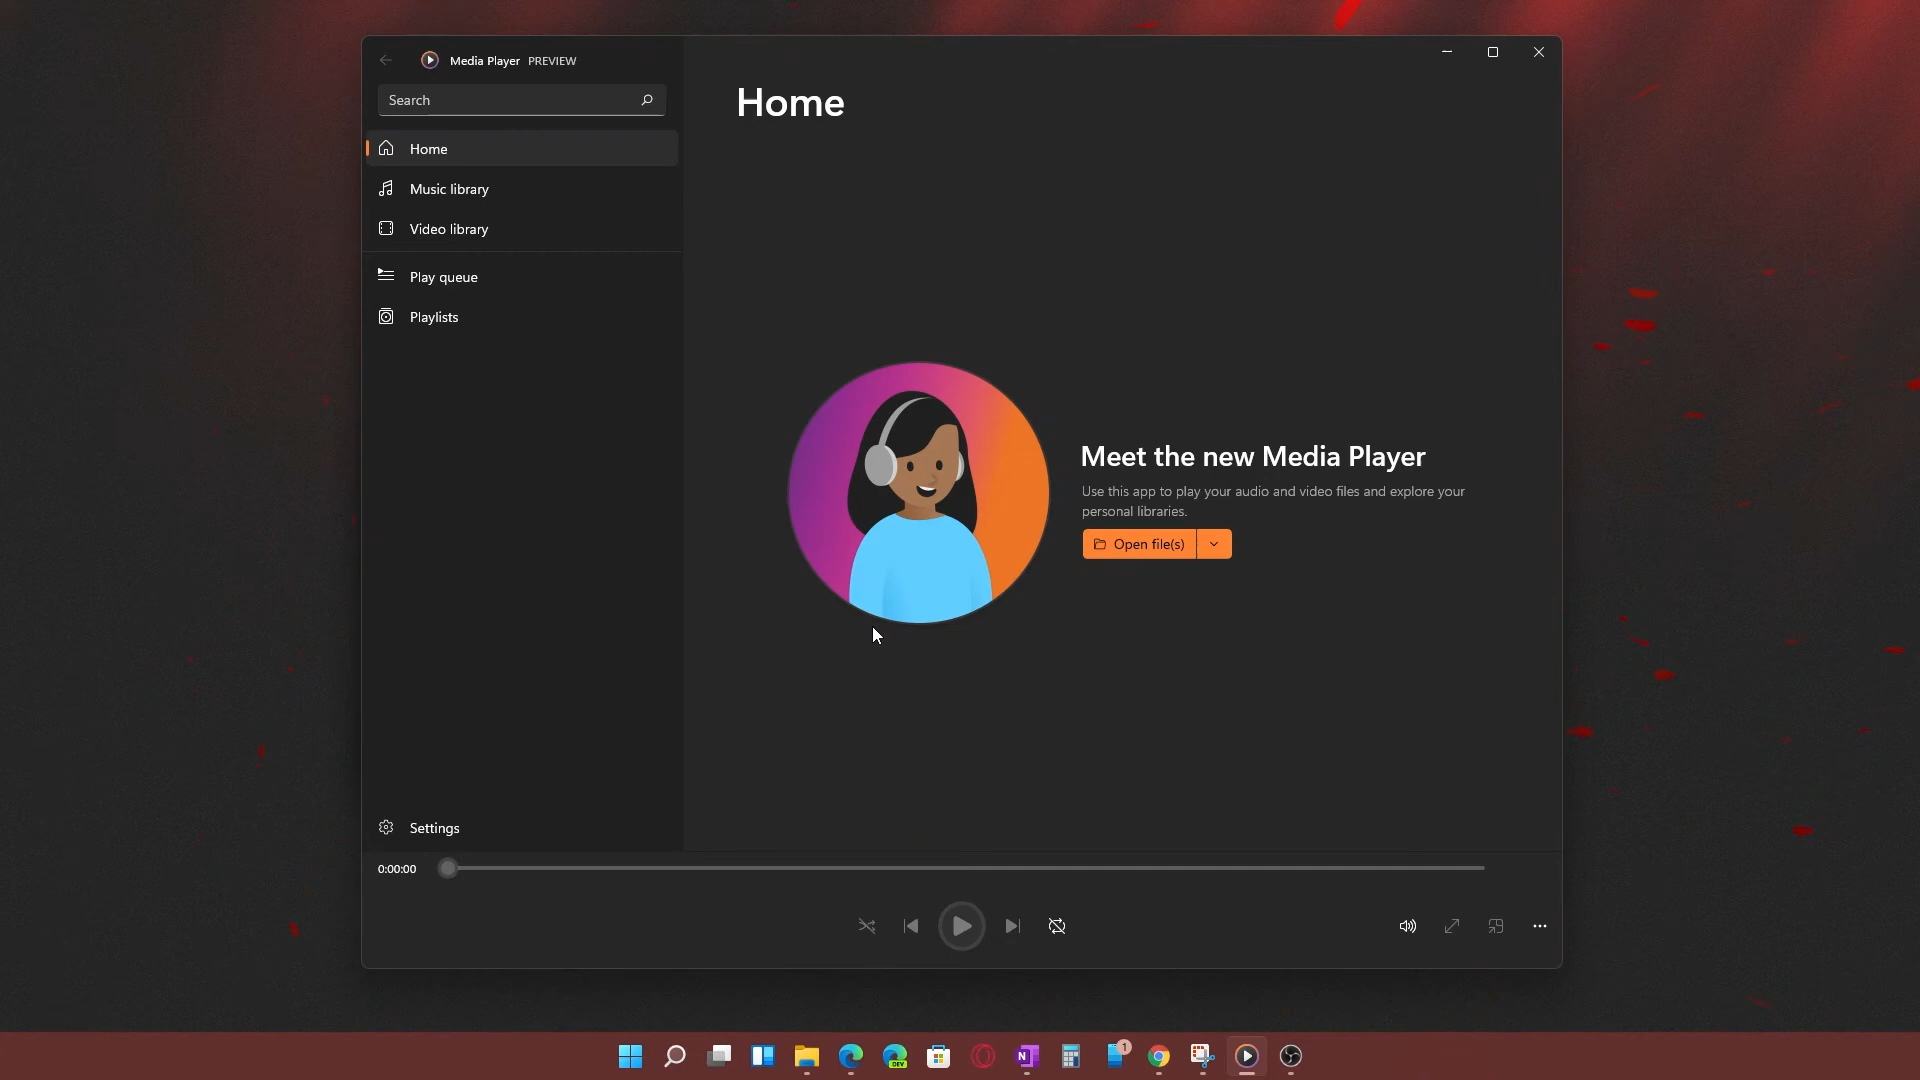 Media Player PREVIEW
Search
Home
Music library
Video library
Play queue
Playlists
Settings
Home
Meet the new Media Player
Use this app to play your audio and video files and explore your
personal libraries.
Open file(s)
0:00:00
DEV
N
1